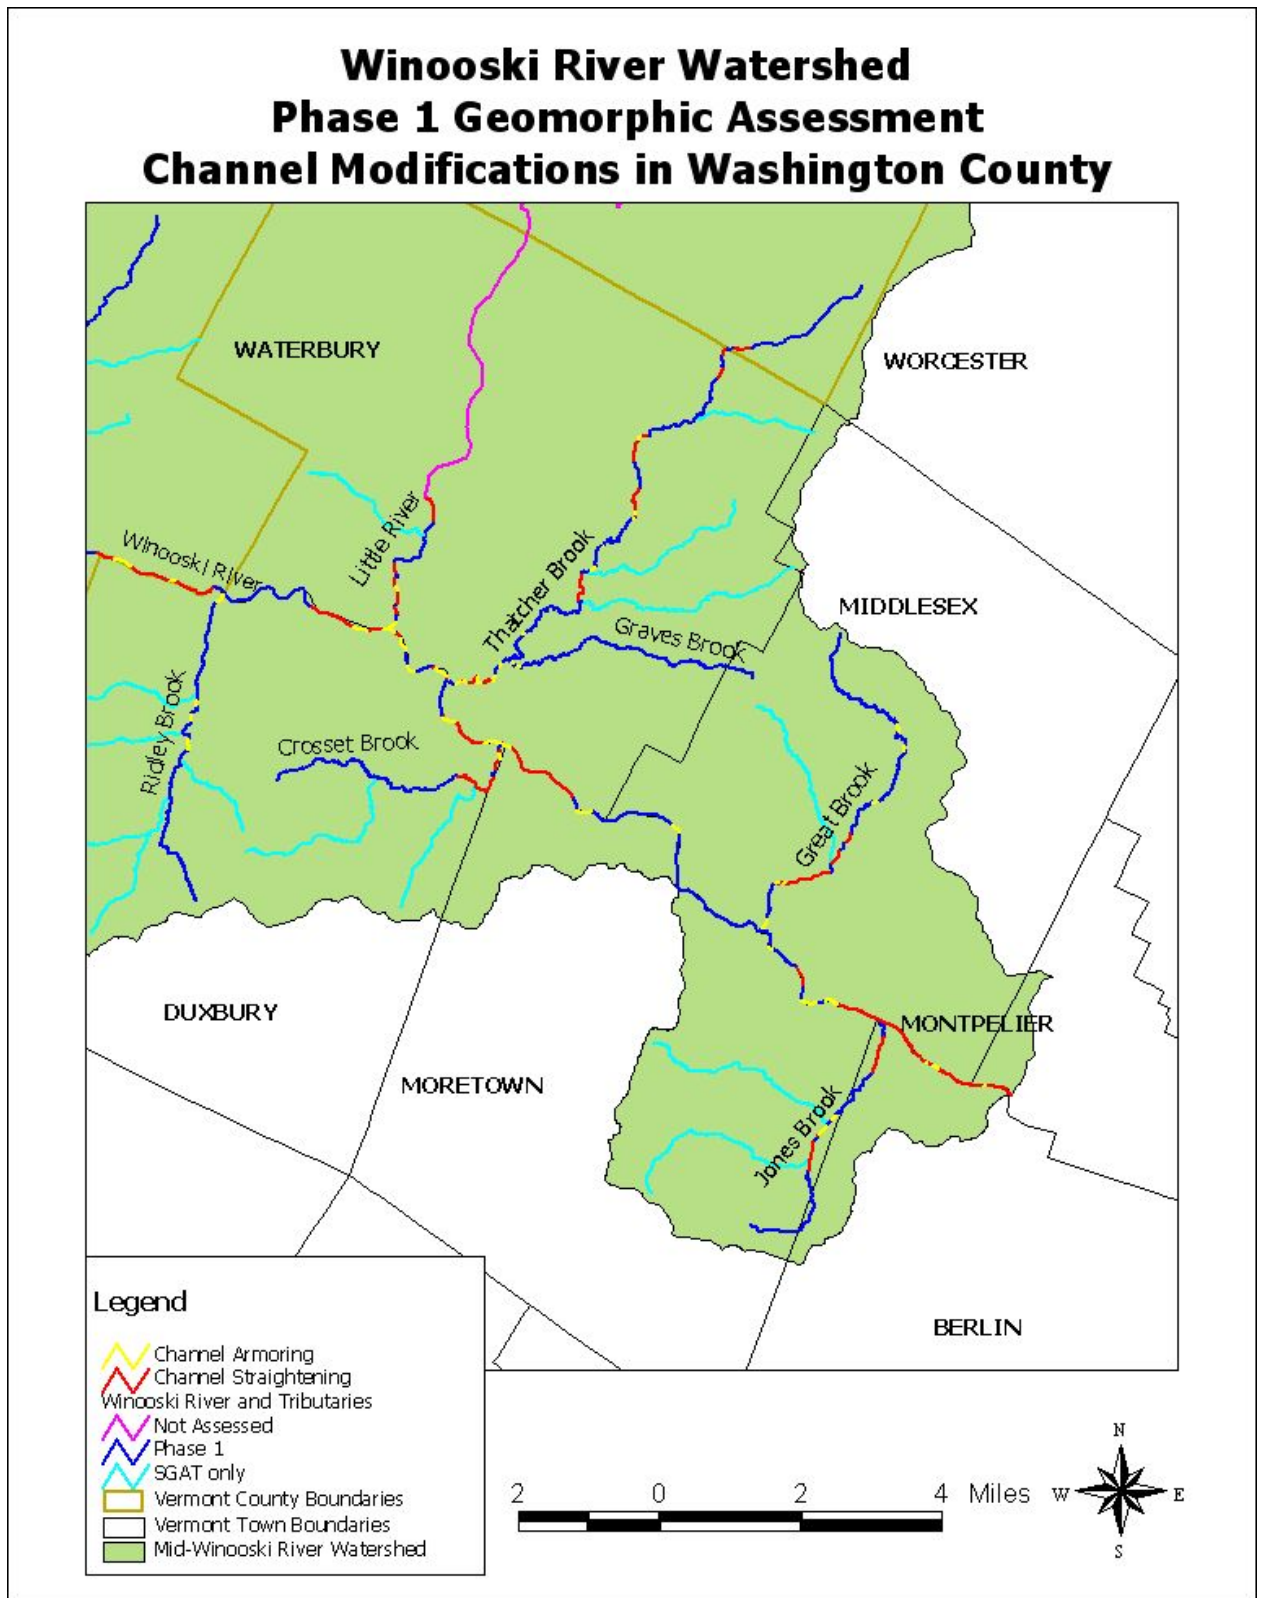 Winooski River Watershed
Phase 1 Geomorphic Assessment
Channel Modifications in Washington County
WATERBURY
WORCESTER
Little River
Winooski River
Thatcher Brook
MIDDLESEX
Graves Brook
Ridley Brook
Crosset Brook
Great Brook
DUXBURY
MONTPELIER
MORETOWN
Jones Brook
BERLIN
Legend
Channel Armoring
Channel Straightening
Winooski River and Tributaries
Not Assessed
Phase 1
SGAT only
Vermont County Boundaries
Vermont Town Boundaries
Mid-Winooski River Watershed
2 0 2 4 Miles
N
W E
S